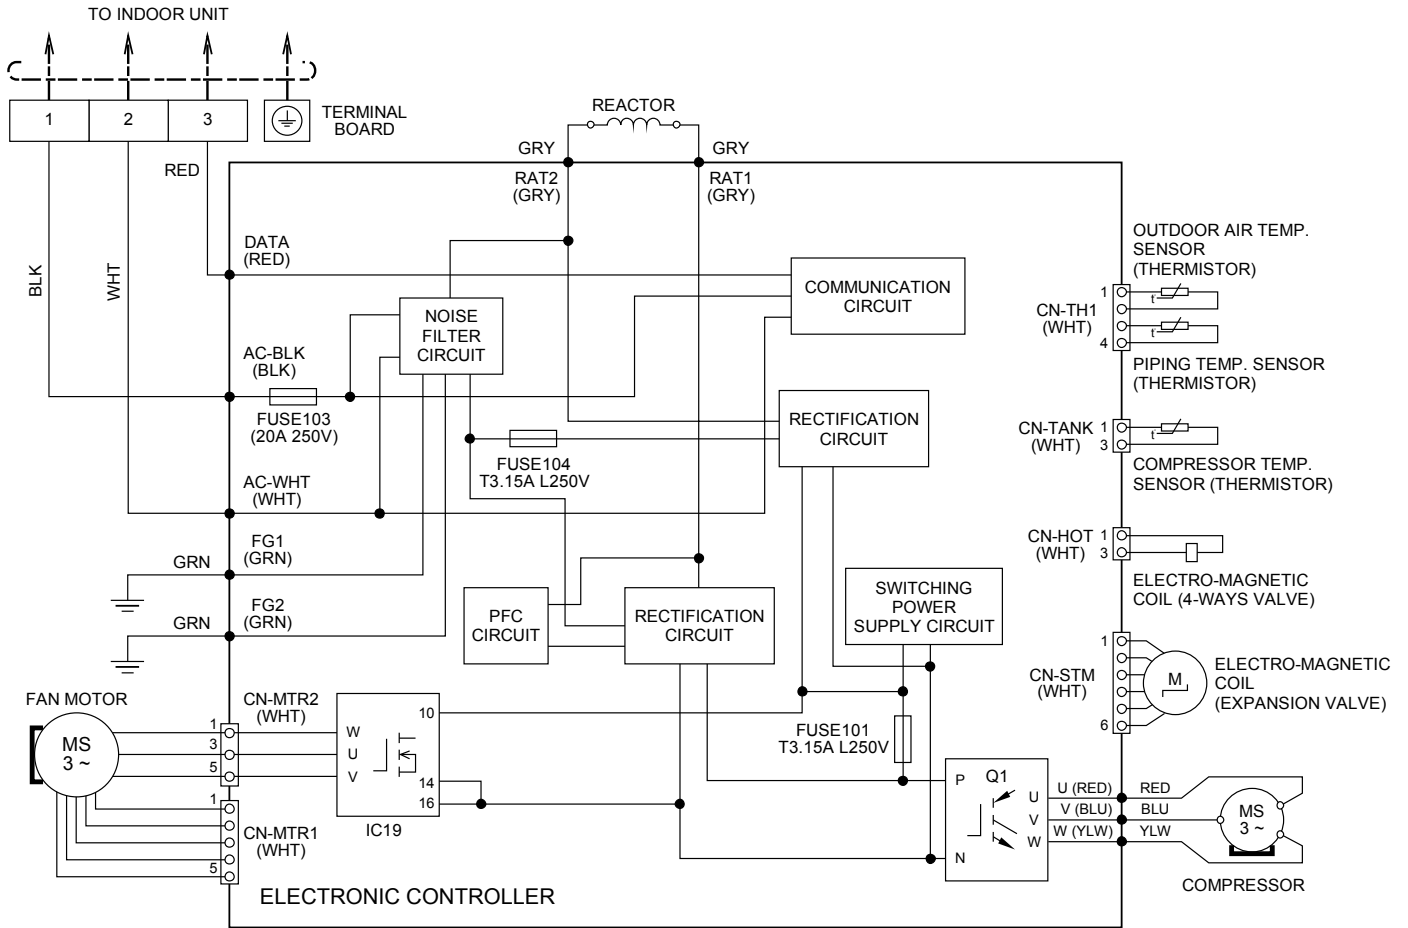 TO INDOOR UNIT
1
2
3
TERMINAL
BOARD
REACTOR
GRY
GRY
RED
RAT2
(GRY)
RAT1
(GRY)
BLK
WHT
DATA
(RED)
COMMUNICATION
CIRCUIT
NOISE
FILTER
CIRCUIT
AC-BLK
(BLK)
FUSE103
(20A 250V)
RECTIFICATION
CIRCUIT
FUSE104
T3.15A L250V
AC-WHT
(WHT)
FG1
(GRN)
GRN
FG2
(GRN)
GRN
PFC
CIRCUIT
RECTIFICATION
CIRCUIT
SWITCHING
POWER
SUPPLY CIRCUIT
OUTDOOR AIR TEMP.
SENSOR
(THERMISTOR)
CN-TH1
(WHT)
1
4
t
t
PIPING TEMP. SENSOR
(THERMISTOR)
CN-TANK
(WHT)
1
3
t
COMPRESSOR TEMP.
SENSOR (THERMISTOR)
CN-HOT
(WHT)
1
3
ELECTRO-MAGNETIC
COIL (4-WAYS VALVE)
CN-STM
(WHT)
1
6
M
ELECTRO-MAGNETIC
COIL
(EXPANSION VALVE)
FAN MOTOR
MS
3 ~
CN-MTR2
(WHT)
1
3
5
W
U
V
10
14
16
IC19
1
5
CN-MTR1
(WHT)
FUSE101
T3.15A L250V
P
N
Q1
U
V
W
U (RED)
V (BLU)
W (YLW)
RED
BLU
YLW
MS
3 ~
COMPRESSOR
ELECTRONIC CONTROLLER